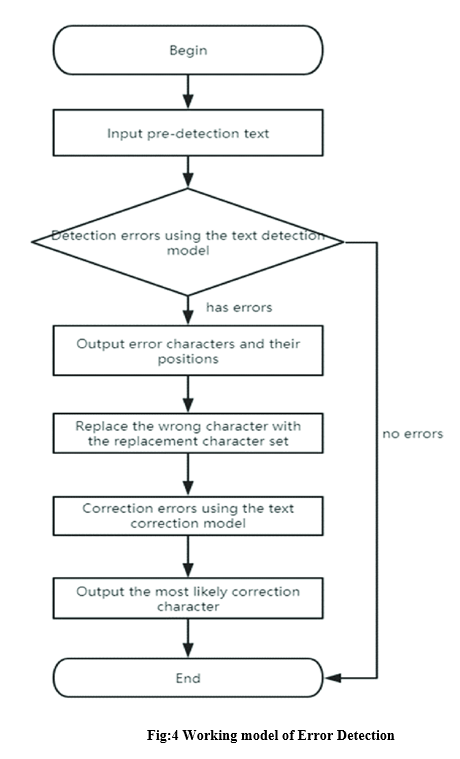 Begin
Input pre-detection text
Detection errors using the text detection
model
has errors
Output error characters and their
positions
Replace the wrong character with
the replacement character set
no errors
Correction errors using the text
correction model
Output the most likely correction
character
End
Fig:4 Working model of Error Detection